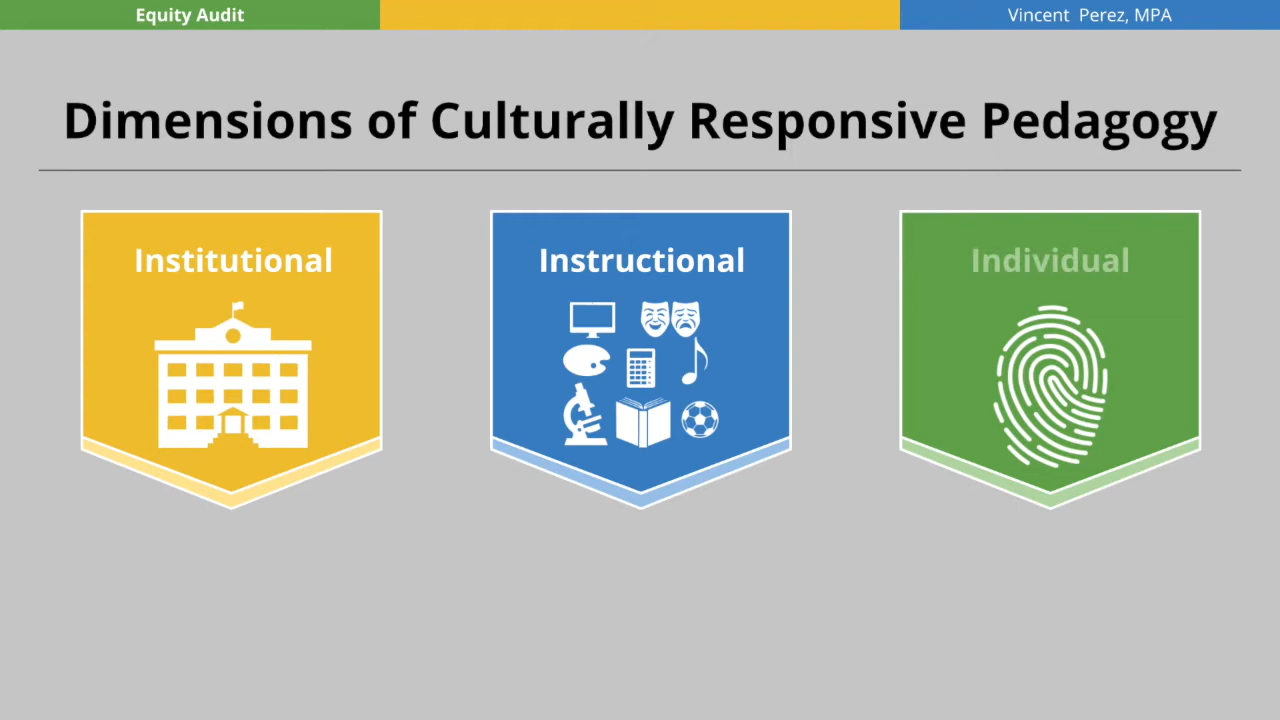 Equity Audit
Vincent Perez, MPA
Dimensions of Culturally Responsive Pedagogy
Institutional
Instructional
Individual